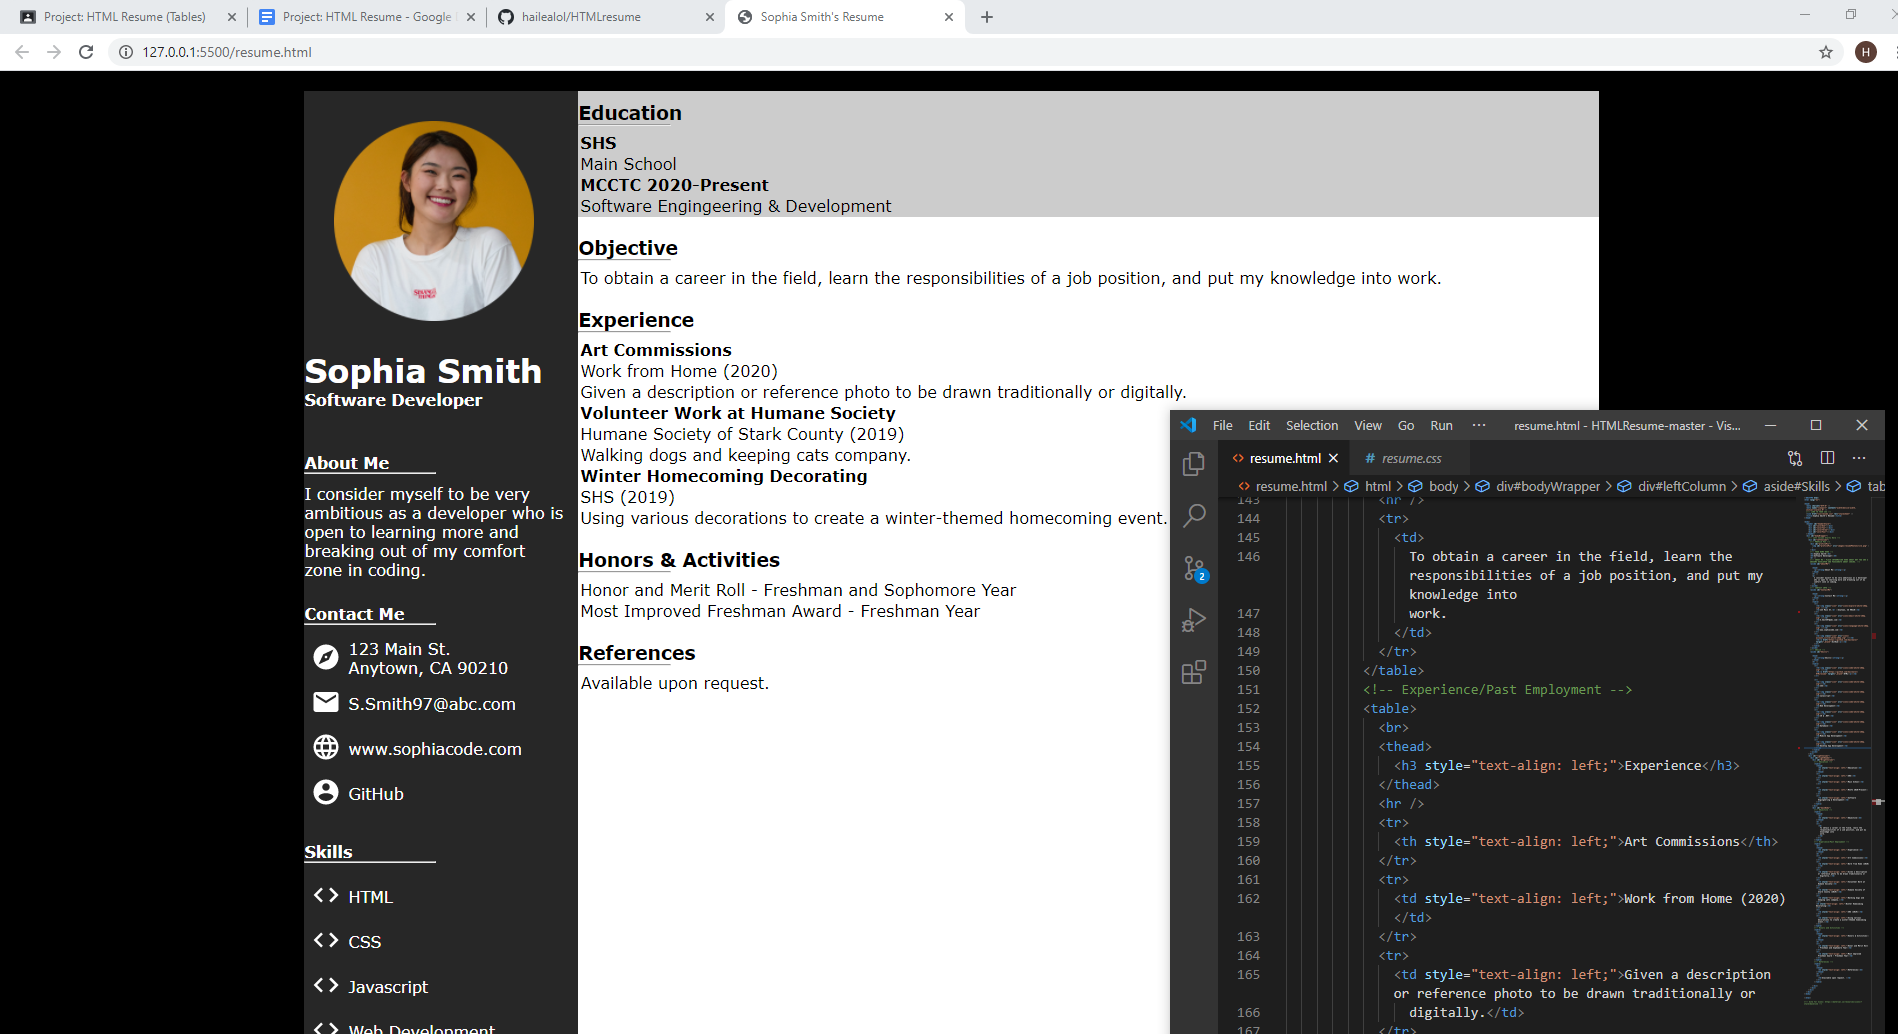 Project: HTML Resume (Tables)
Project: HTML Resume - Google
hailealol/HTMLresume
Sophia Smith's Resume
127.0.0.1:5500/resume.html
H
Sophia Smith
Software Developer
About Me
I consider myself to be very
ambitious as a developer who is
open to learning more and
breaking out of my comfort
zone in coding.
Contact Me
123 Main St.
Anytown, CA 90210
S.Smith97@abc.com
www.sophiacode.com
GitHub
Skills
HTML
CSS
Javascript
Web Development
Education
SHS
Main School
MCCTC 2020-Present
Software Engingeering & Development
Objective
To obtain a career in the field, learn the responsibilities of a job position, and put my knowledge into work.
Experience
Art Commissions
Work from Home (2020)
Given a description or reference photo to be drawn traditionally or digitally.
Volunteer Work at Humane Society
Humane Society of Stark County (2019)
Walking dogs and keeping cats company.
Winter Homecoming Decorating
SHS (2019)
Using various decorations to create a winter-themed homecoming event.
Honors & Activities
Honor and Merit Roll - Freshman and Sophomore Year
Most Improved Freshman Award - Freshman Year
References
Available upon request.
File Edit Selection View Go Run ··· resume.html - HTMLResume-master - Vis...
resume.html # resume.css
resume.html > html > body > div#bodyWrapper > div#leftColumn > aside#Skills > tab
2
143 <hr />
144 <tr>
145 <td>
146 To obtain a career in the field, learn the
responsibilities of a job position, and put my
knowledge into
147 work.
148 </td>
149 </tr>
150 </table>
151 <!-- Experience/Past Employment -->
152 <table>
153 <br>
154 <thead>
155 <h3 style="text-align: left;">Experience</h3>
156 </thead>
157 <hr />
158 <tr>
159 <th style="text-align: left;">Art Commissions</th>
160 </tr>
161 <tr>
162 <td style="text-align: left;">Work from Home (2020)
</td>
163 </tr>
164 <tr>
165 <td style="text-align: left;">Given a description
or reference photo to be drawn traditionally or
166 digitally.</td>
167 </tr>